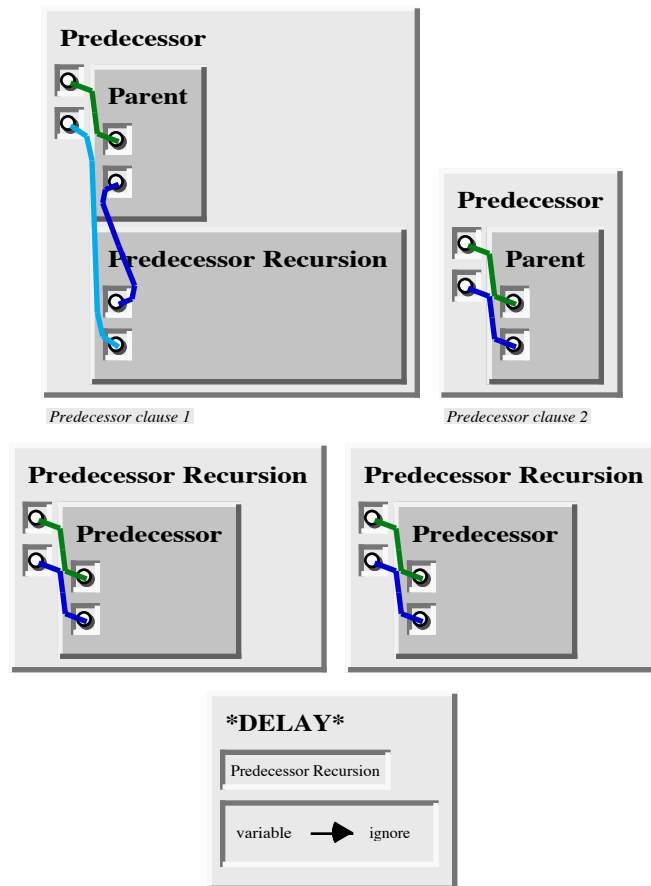 Predecessor
Parent
Predecessor Recursion
Predecessor clause 1
Predecessor
Parent
Predecessor clause 2
Predecessor Recursion
Predecessor
Predecessor Recursion
Predecessor
*DELAY*
Predecessor Recursion
variable ignore